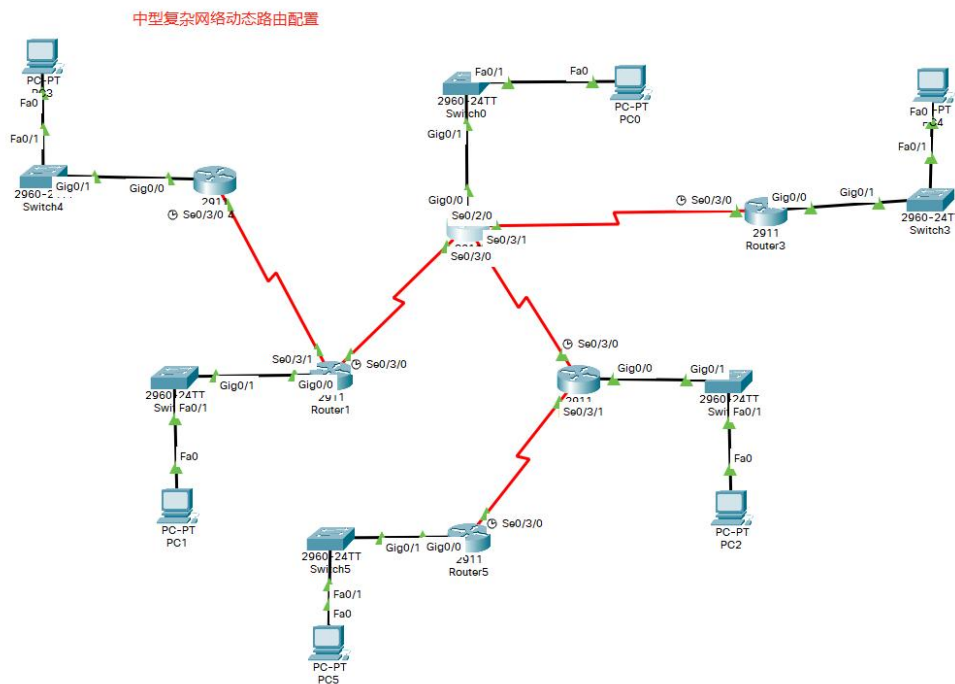 中型复杂网络动态路由配置
PC-PT
Fa0
Fa0/1
2960-2
Switch4
Gig0/1
Gig0/0
Se0/3/0
Fa0/1
2960-24TT
Switch0
Fa0
PC-PT
PC0
Gig0/1
Gig0/0
Se0/2/0
Se0/3/1
Se0/3/0
Fa0
Fa0/1
Se0/3/0
Gig0/0
2911
Router3
Gig0/1
2960-24TT
Switch3
Se0/3/1
Se0/3/0
2911
Router1
Gig0/1
Gig0/0
2960-24TT
Fa0/1
Fa0
PC-PT
PC1
Se0/3/0
Gig0/0
2911
Se0/3/1
Gig0/1
2960-24TT
Fa0/1
Fa0
PC-PT
PC2
Se0/3/0
2911
Router5
Gig0/1
Gig0/0
2960-24TT
Switch5
Fa0/1
Fa0
PC-PT
PC5